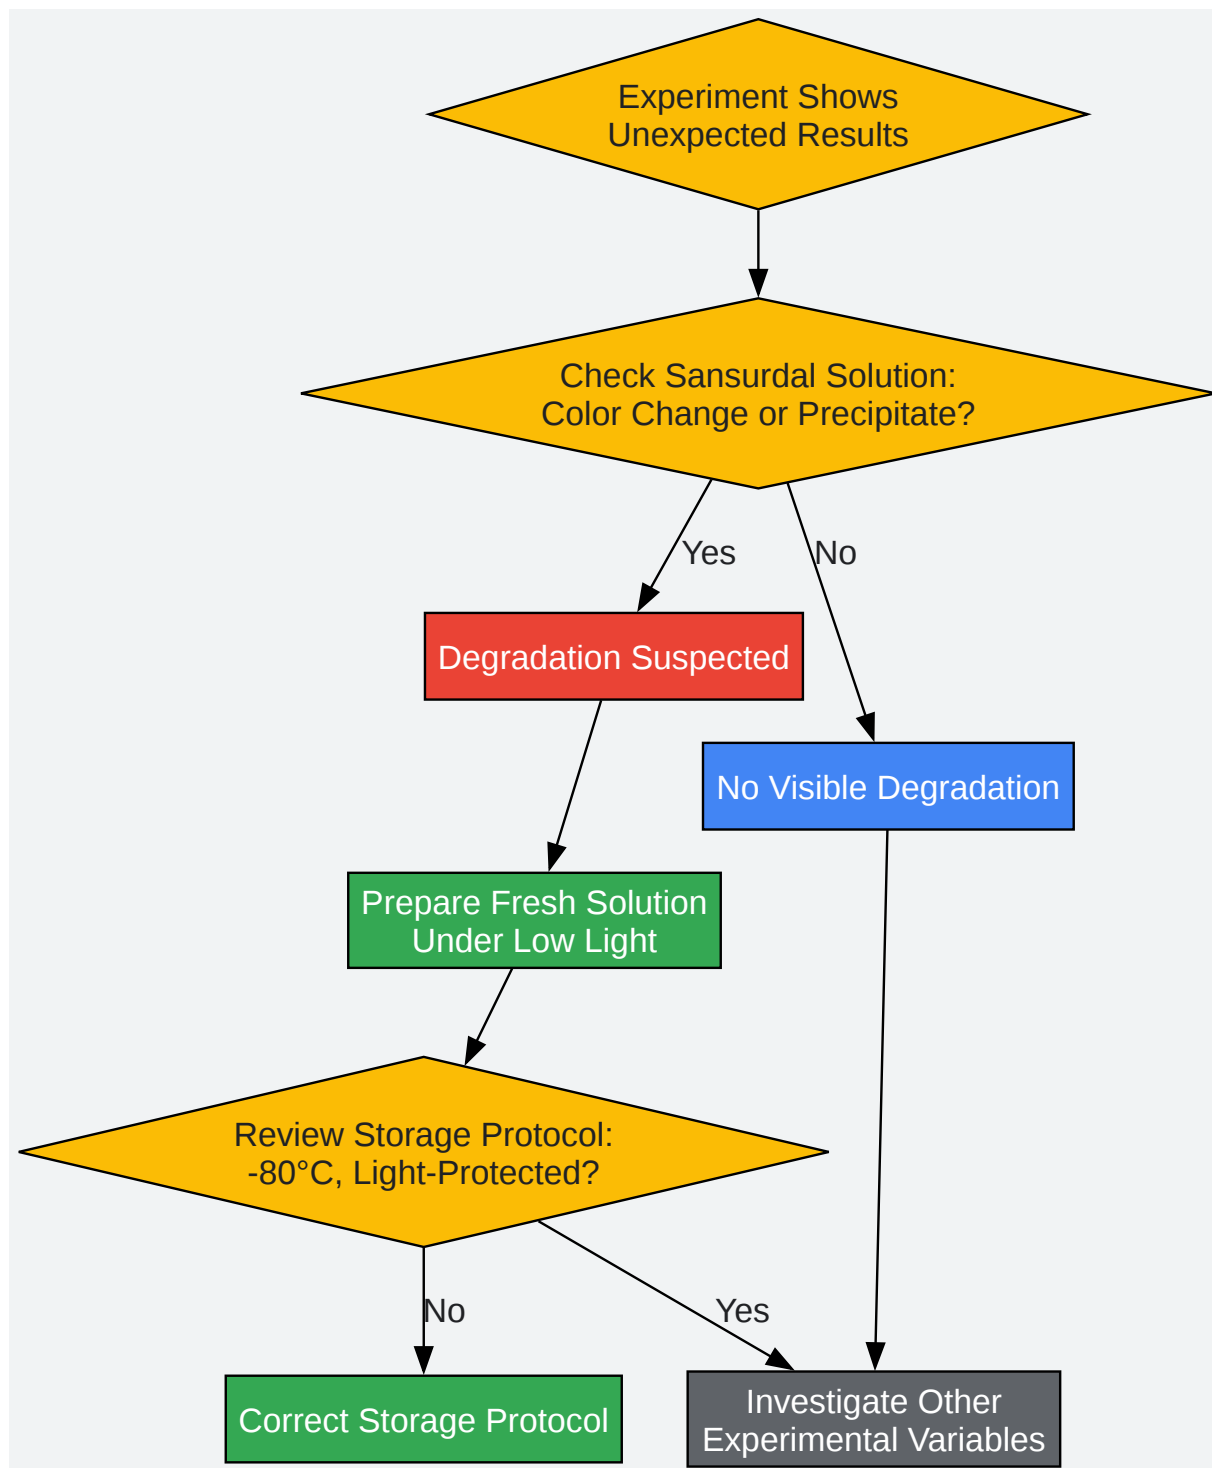 Experiment Shows
Unexpected Results
Check Sansurdal Solution:
Color Change or Precipitate?
Yes
No
Degradation Suspected
No Visible Degradation
Prepare Fresh Solution
Under Low Light
Review Storage Protocol:
-80°C, Light-Protected?
No
Yes
Correct Storage Protocol
Investigate Other
Experimental Variables